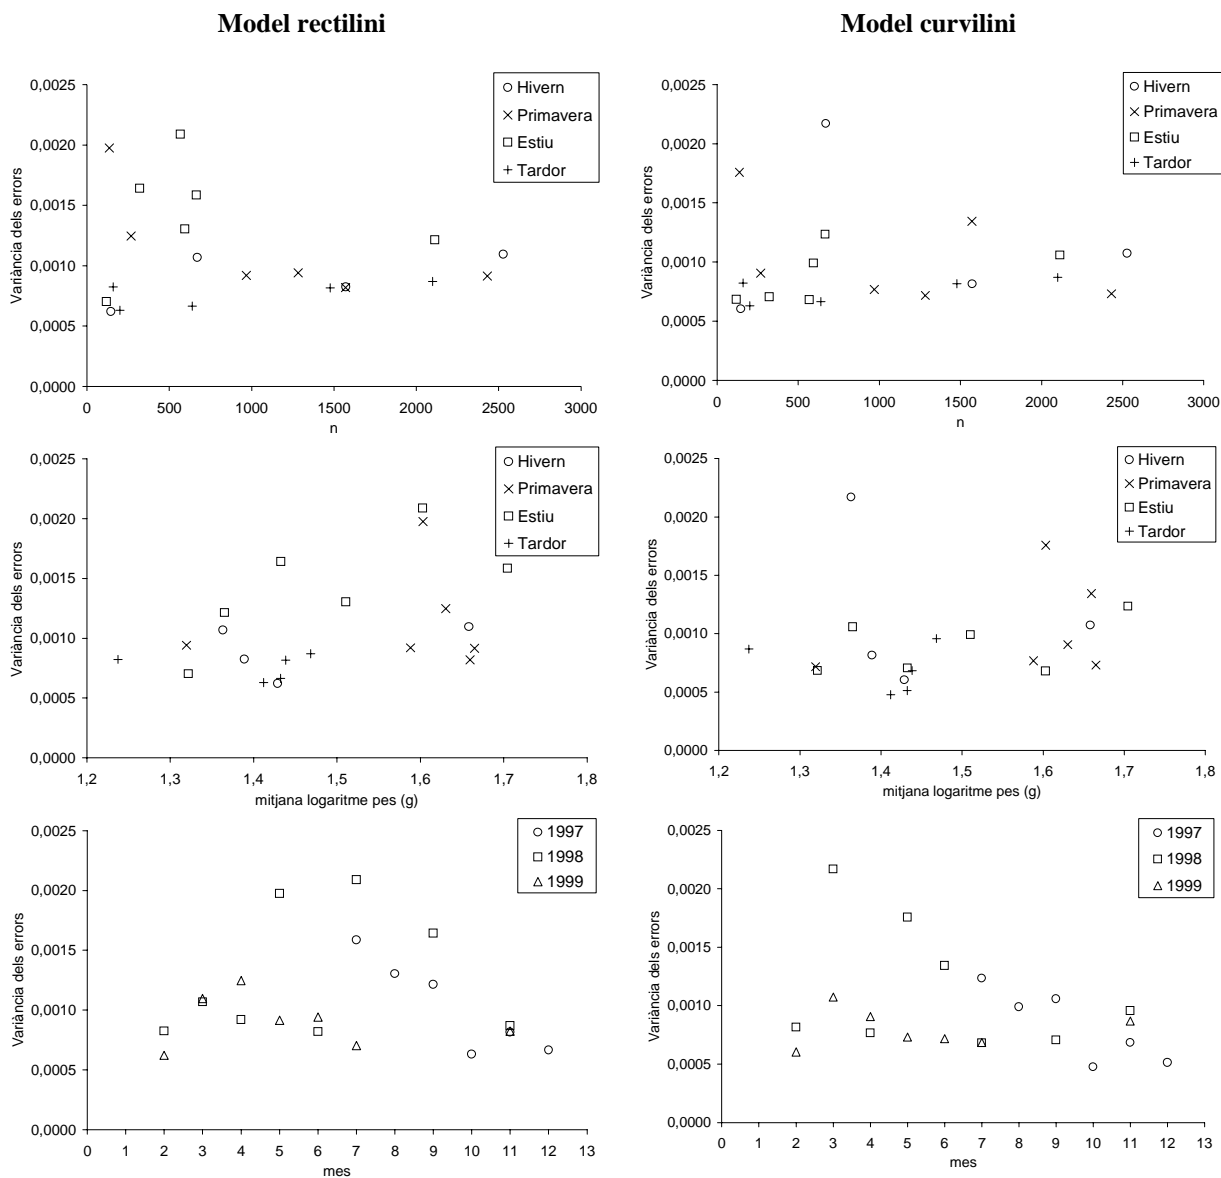 Model rectilini
Model curvilini
0,0025
0,0020
0,0015
0,0010
0,0005
0,0000
Variància dels errors
0 500 1000 1500 2000 2500 3000
n
Hivern
Primavera
Estiu
Tardor
0,0025
0,0020
0,0015
0,0010
0,0005
0,0000
Variància dels errors
0 500 1000 1500 2000 2500 3000
n
Hivern
Primavera
Estiu
Tardor
0,0025
0,0020
0,0015
0,0010
0,0005
0,0000
Variància dels errors
1,2 1,3 1,4 1,5 1,6 1,7 1,8
mitjana logaritme pes (g)
Hivern
Primavera
Estiu
Tardor
0,0025
0,0020
0,0015
0,0010
0,0005
0,0000
Variància dels errors
1,2 1,3 1,4 1,5 1,6 1,7 1,8
mitjana logaritme pes (g)
Hivern
Primavera
Estiu
Tardor
0,0025
0,0020
0,0015
0,0010
0,0005
0,0000
Variància dels errors
0 1 2 3 4 5 6 7 8 9 10 11 12 13
mes
1997
1998
1999
0,0025
0,0020
0,0015
0,0010
0,0005
0,0000
Variància dels errors
0 1 2 3 4 5 6 7 8 9 10 11 12 13
mes
1997
1998
1999